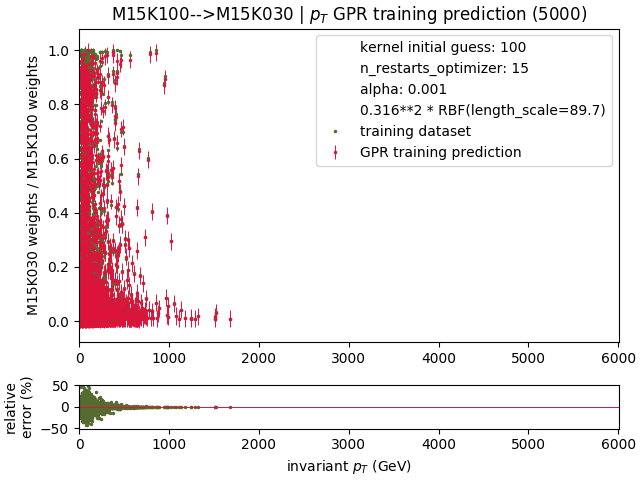 M15K100-->M15K030 | pT GPR training prediction (5000)
kernel initial guess: 100
n_restarts_optimizer: 15
alpha: 0.001
0.316**2 * RBF(length_scale=89.7)
training dataset
GPR training prediction
M15K030 weights / M15K100 weights
1.0
0.8
0.6
0.4
0.2
0.0
0 1000 2000 3000 4000 5000 6000
relative
error (%)
50
0
−50
0 1000 2000 3000 4000 5000 6000
invariant pT (GeV)